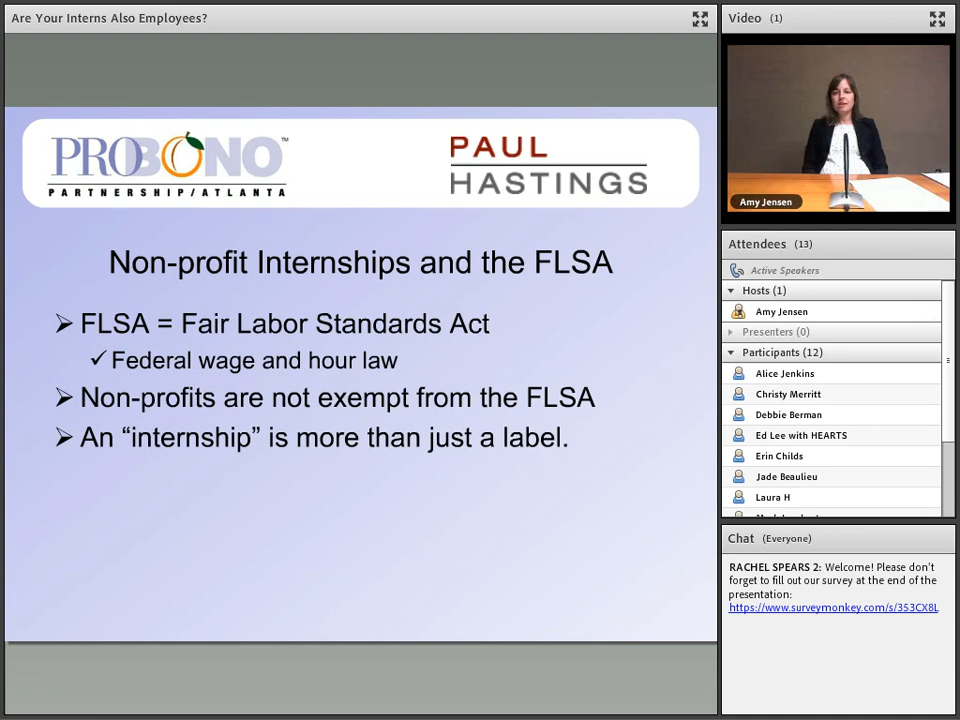 Are Your Interns Also Employees?
PROBONO™
PARTNERSHIP/ATLANTA
PAUL
HASTINGS
Non-profit Internships and the FLSA
FLSA = Fair Labor Standards Act
Federal wage and hour law
Non-profits are not exempt from the FLSA
An “internship” is more than just a label.
Video (1)
Amy Jensen
Attendees (13)
Active Speakers
Hosts (1)
Amy Jensen
Presenters (0)
Participants (12)
Alice Jenkins
Christy Merritt
Debbie Berman
Ed Lee with HEARTS
Erin Childs
Jade Beaulieu
Laura H
Chat (Everyone)
RACHEL SPEARS 2: Welcome! Please don't
forget to fill out our survey at the end of the
presentation:
https://www.surveymonkey.com/s/353CX8L